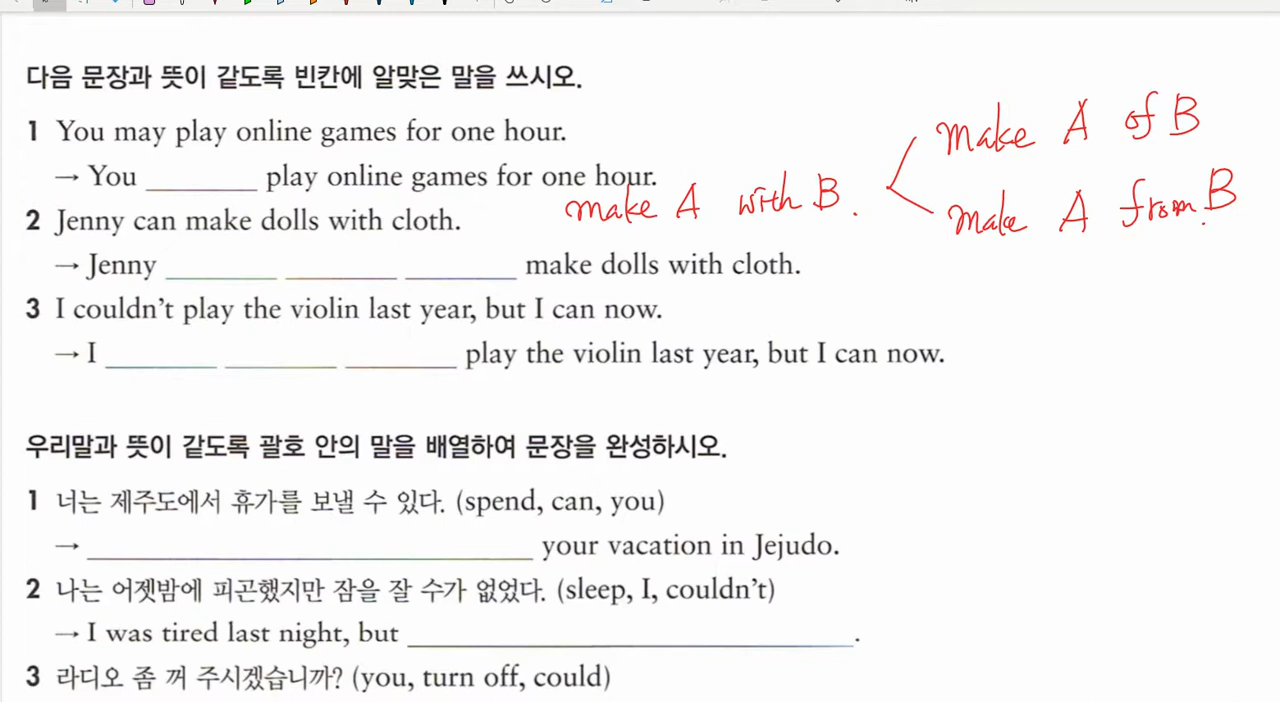 다음 문장과 뜻이 같도록 빈칸에 알맞은 말을 쓰시오.
1 You may play online games for one hour.
→ You ________ play online games for one hour.
make A with B.
make A of B
make A from B
2 Jenny can make dolls with cloth.
→ Jenny ________ ________ ________ make dolls with cloth.
3 I couldn't play the violin last year, but I can now.
→ I ________ ________ ________ play the violin last year, but I can now.
우리말과 뜻이 같도록 괄호 안의 말을 배열하여 문장을 완성하시오.
1 너는 제주도에서 휴가를 보낼 수 있다. (spend, can, you)
→ ________________ your vacation in Jejudo.
2 나는 어젯밤에 피곤했지만 잠을 잘 수가 없었다. (sleep, I, couldn't)
→ I was tired last night, but ________________.
3 라디오 좀 꺼 주시겠습니까? (you, turn off, could)